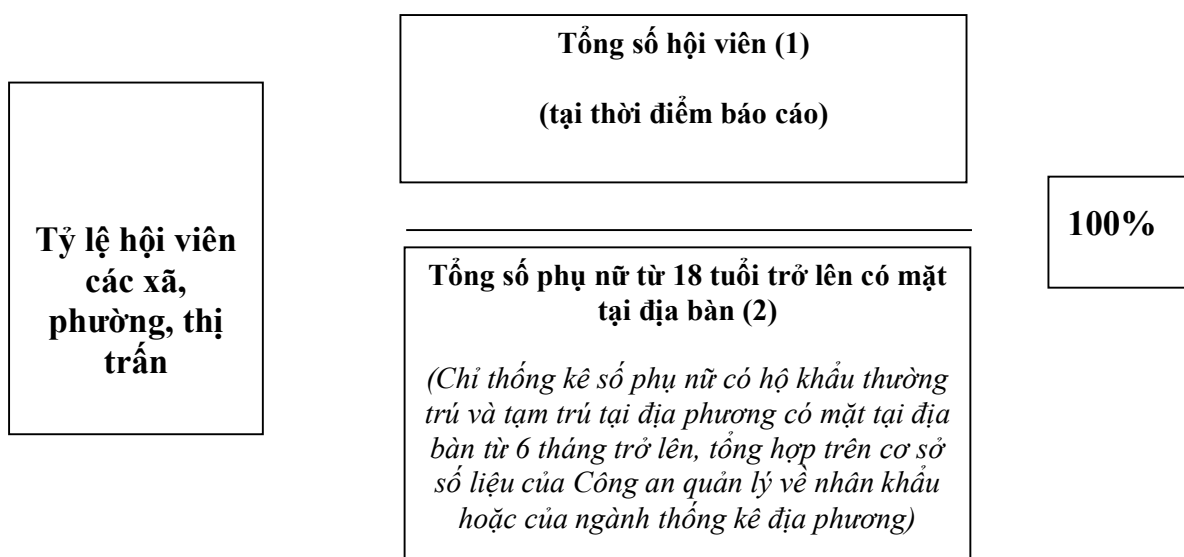 Tổng số hội viên (1)
(tại thời điểm báo cáo)
Tỷ lệ hội viên
các xã,
phường, thị
trấn
100%
Tổng số phụ nữ từ 18 tuổi trở lên có mặt
tại địa bàn (2)
(Chỉ thống kê số phụ nữ có hộ khẩu thường
trú và tạm trú tại địa phương có mặt tại địa
bàn từ 6 tháng trở lên, tổng hợp trên cơ sở
số liệu của Công an quản lý về nhân khẩu
hoặc của ngành thống kê địa phương)